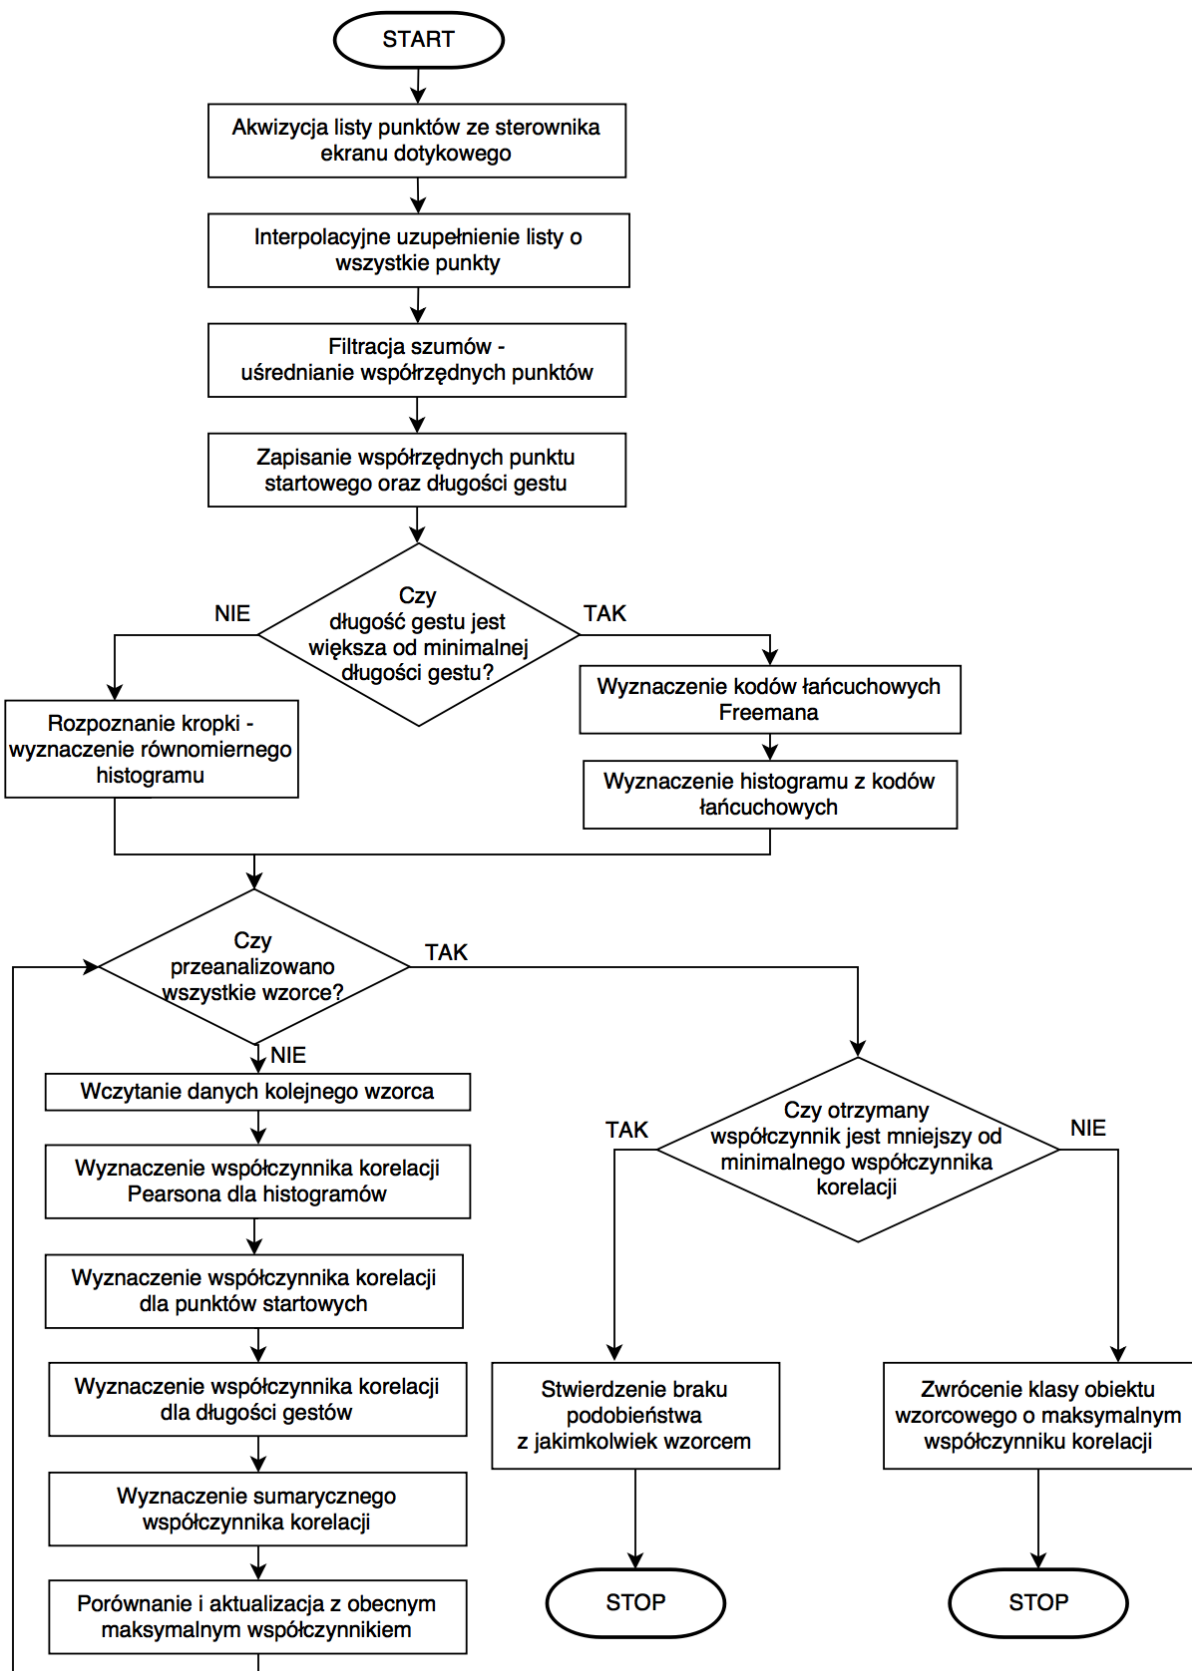 START
Akwizycja listy punktów ze sterownika
ekranu dotykowego
Interpolacyjne uzupełnienie listy o
wszystkie punkty
Filtracja szumów -
uśrednianie współrzędnych punktów
Zapisanie współrzędnych punktu
startowego oraz długości gestu
Czy
długość gestu jest
większa od minimalnej
długości gestu?
NIE
TAK
Rozpoznanie kropki -
wyznaczenie równomiernego
histogramu
Wyznaczenie kodów łańcuchowych
Freemana
Wyznaczenie histogramu z kodów
łańcuchowych
Czy
przeanalizowano
wszystkie wzorce?
TAK
NIE
Wczytanie danych kolejnego wzorca
Wyznaczenie współczynnika korelacji
Pearsona dla histogramów
Wyznaczenie współczynnika korelacji
dla punktów startowych
Wyznaczenie współczynnika korelacji
dla długości gestów
Wyznaczenie sumarycznego
współczynnika korelacji
Porównanie i aktualizacja z obecnym
maksymalnym współczynnikiem
Czy otrzymany
współczynnik jest mniejszy od
minimalnego współczynnika
korelacji
TAK
NIE
Stwierdzenie braku
podobieństwa
z jakimkolwiek wzorcem
STOP
Zwrócenie klasy obiektu
wzorcowego o maksymalnym
współczynniku korelacji
STOP